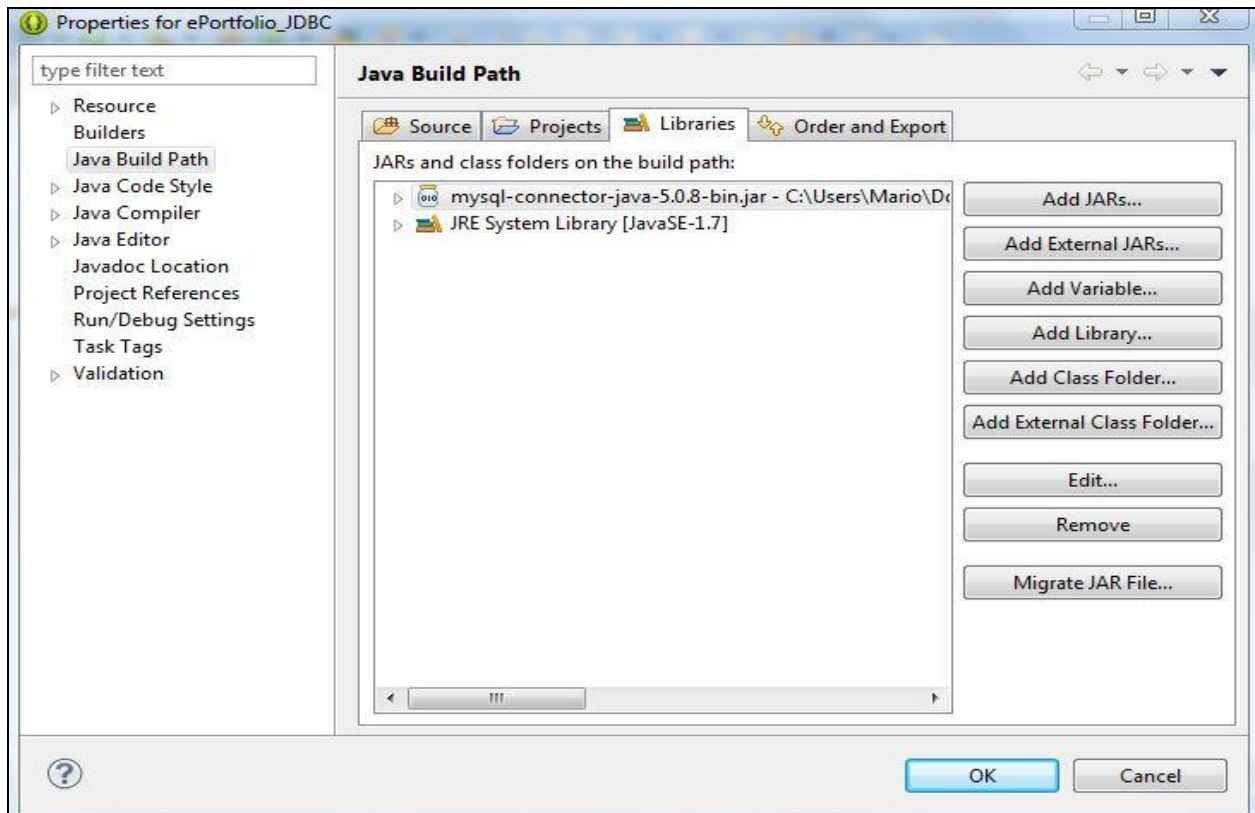 Properties for ePortfolio_JDBC
type filter text
Resource
Builders
Java Build Path
Java Code Style
Java Compiler
Java Editor
Javadoc Location
Project References
Run/Debug Settings
Task Tags
Validation
Java Build Path
Source Projects Libraries Order and Export
JARs and class folders on the build path:
mysql-connector-java-5.0.8-bin.jar - C:\Users\Mario\Do
JRE System Library [JavaSE-1.7]
Add JARs...
Add External JARs...
Add Variable...
Add Library...
Add Class Folder...
Add External Class Folder...
Edit...
Remove
Migrate JAR File...
OK Cancel